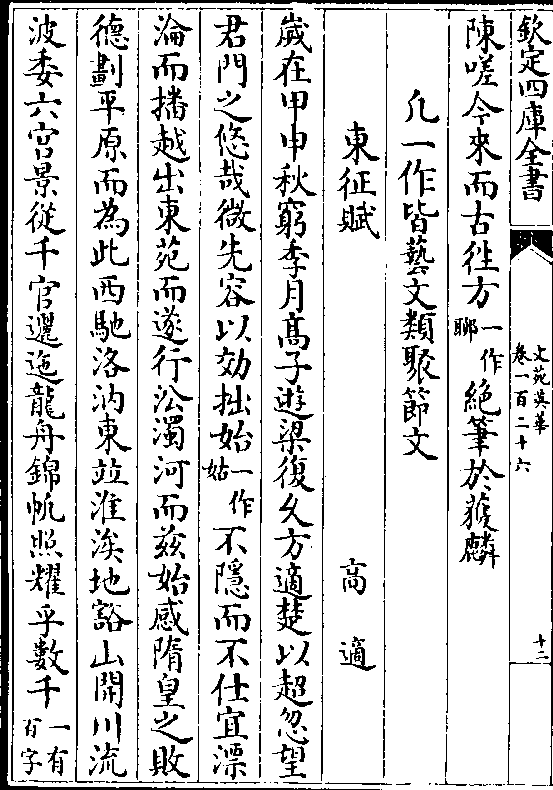 欽定四庫全書
文苑英華
卷一百二十六
十二
陳嗟今來而古徃方一作聊絶筆於獲麟
凡一作皆藝文類聚節文
東征賦 高適
歲在甲申秋窮季月髙子遊梁復久方適楚以超忽望
君門之悠哉微先容以効拙始一作姑不隱而不仕宜漂
淪而播越出東苑而遂行㳂濁河而兹始感隋皇之敗
德劃平原而為此西馳洛汭東竝淮涘地豁山開川流
波委六宫景從千官邐迤龍舟錦帆照耀乎數千一有百字